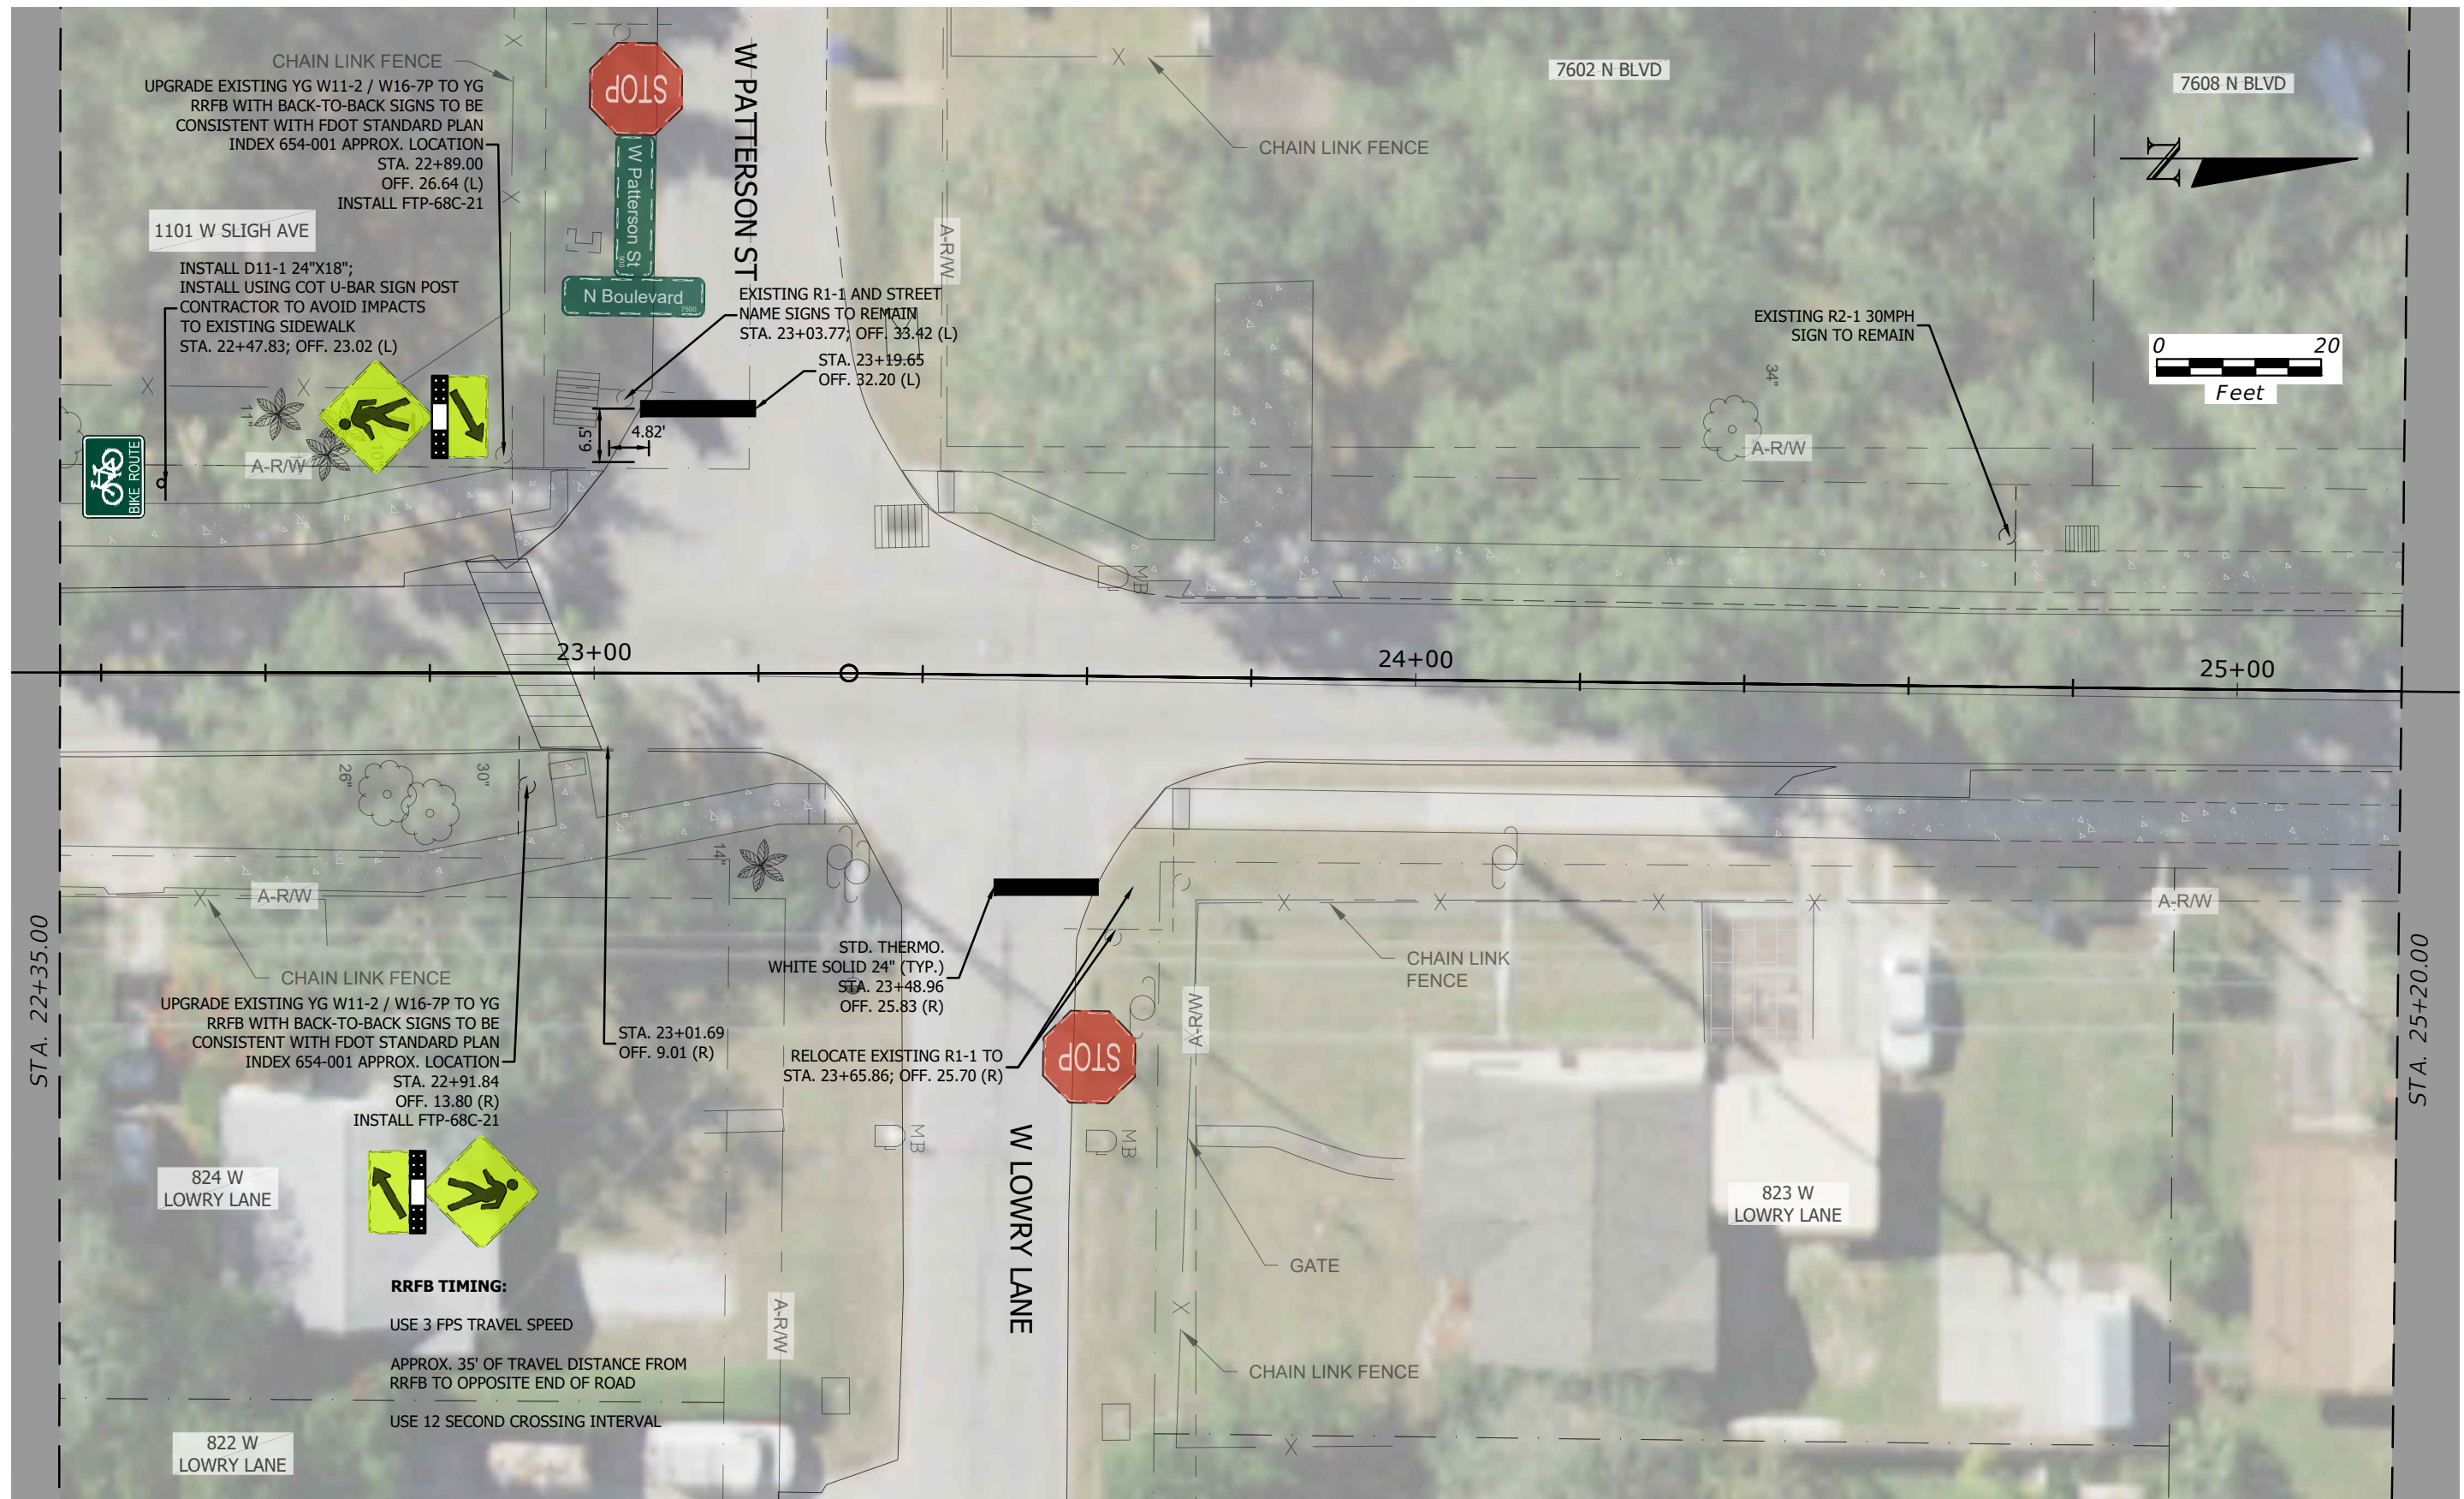 CHAIN LINK FENCE
UPGRADE EXISTING YG W11-2 / W16-7P TO YG
RRFB WITH BACK-TO-BACK SIGNS TO BE
CONSISTENT WITH FDOT STANDARD PLAN
INDEX 654-001 APPROX. LOCATION
STA. 22+89.00
OFF. 26.64 (L)
INSTALL FTP-68C-21
1101 W SLIGH AVE
INSTALL D11-1 24"X18";
INSTALL USING COT U-BAR SIGN POST
CONTRACTOR TO AVOID IMPACTS
TO EXISTING SIDEWALK
STA. 22+47.83; OFF. 23.02 (L)
STOP
W Patterson St
900
N Boulevard
7500
W PATTERSON ST
EXISTING R1-1 AND STREET
NAME SIGNS TO REMAIN
STA. 23+03.77; OFF. 33.42 (L)
STA. 23+19.65
OFF. 32.20 (L)
6.5'
4.82'
11"
10"
A-R/W
BIKE ROUTE
A-R/W
CHAIN LINK FENCE
7602 N BLVD
7608 N BLVD
N
0 20
Feet
EXISTING R2-1 30MPH
SIGN TO REMAIN
34"
A-R/W
MB
23+00
24+00
25+00
26"
30"
14"
A-R/W
CHAIN LINK FENCE
UPGRADE EXISTING YG W11-2 / W16-7P TO YG
RRFB WITH BACK-TO-BACK SIGNS TO BE
CONSISTENT WITH FDOT STANDARD PLAN
INDEX 654-001 APPROX. LOCATION
STA. 22+91.84
OFF. 13.80 (R)
INSTALL FTP-68C-21
STA. 23+01.69
OFF. 9.01 (R)
STD. THERMO.
WHITE SOLID 24" (TYP.)
STA. 23+48.96
OFF. 25.83 (R)
RELOCATE EXISTING R1-1 TO
STA. 23+65.86; OFF. 25.70 (R)
STOP
A-R/W
CHAIN LINK
FENCE
A-R/W
MB
MB
W LOWRY LANE
GATE
CHAIN LINK FENCE
A-R/W
824 W
LOWRY LANE
823 W
LOWRY LANE
822 W
LOWRY LANE
RRFB TIMING:
USE 3 FPS TRAVEL SPEED
APPROX. 35' OF TRAVEL DISTANCE FROM
RRFB TO OPPOSITE END OF ROAD
USE 12 SECOND CROSSING INTERVAL
STA. 22+35.00
STA. 25+20.00